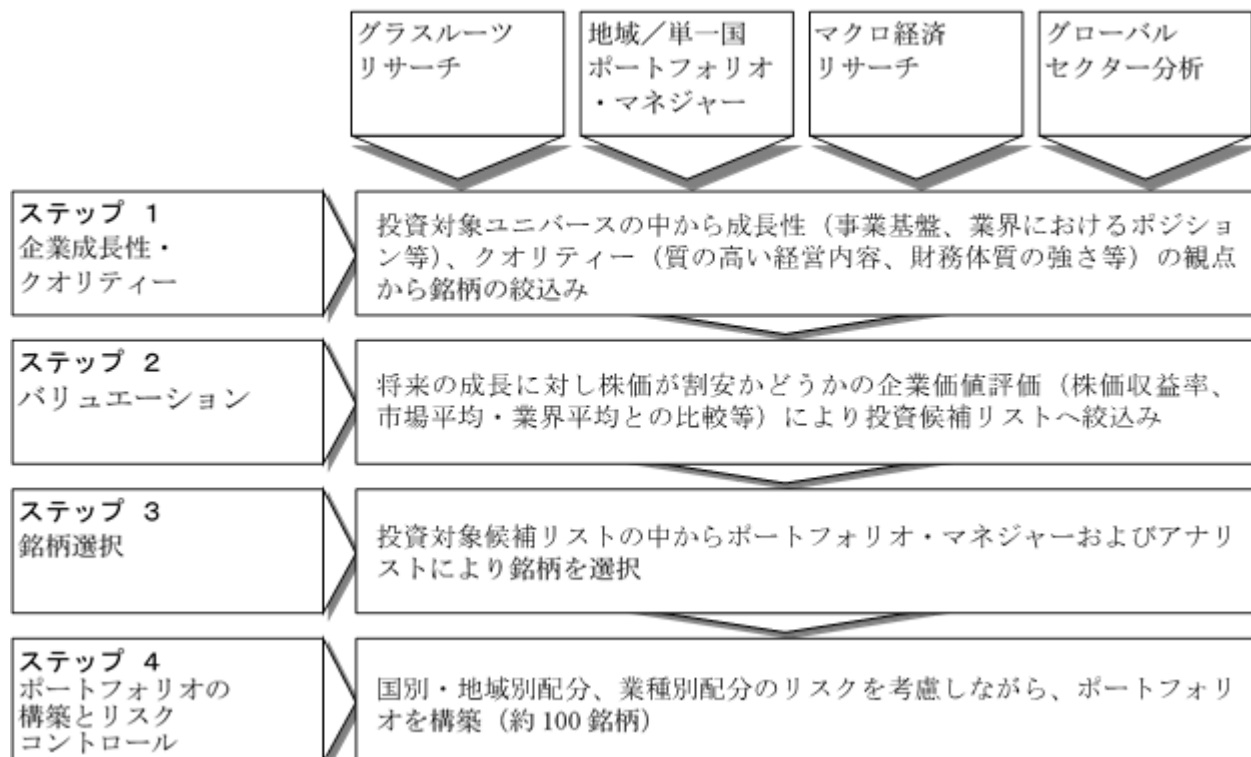 グラスルーツ
リサーチ
地域／単一国
ポートフォリオ
・マネジャー
マクロ経済
リサーチ
グローバル
セクター分析
ステップ 1
企業成長性・
クオリティー
投資対象ユニバースの中から成長性（事業基盤、業界におけるポジショ
ン等）、クオリティー（質の高い経営内容、財務体質の強さ等）の観点
から銘柄の絞込み
ステップ 2
バリュエーション
将来の成長に対し株価が割安かどうかの企業価値評価（株価収益率、
市場平均・業界平均との比較等）により投資候補リストへ絞込み
ステップ 3
銘柄選択
投資対象候補リストの中からポートフォリオ・マネジャーおよびアナリ
ストにより銘柄を選択
ステップ 4
ポートフォリオの
構築とリスク
コントロール
国別・地域別配分、業種別配分のリスクを考慮しながら、ポートフォリ
オを構築（約 100 銘柄）